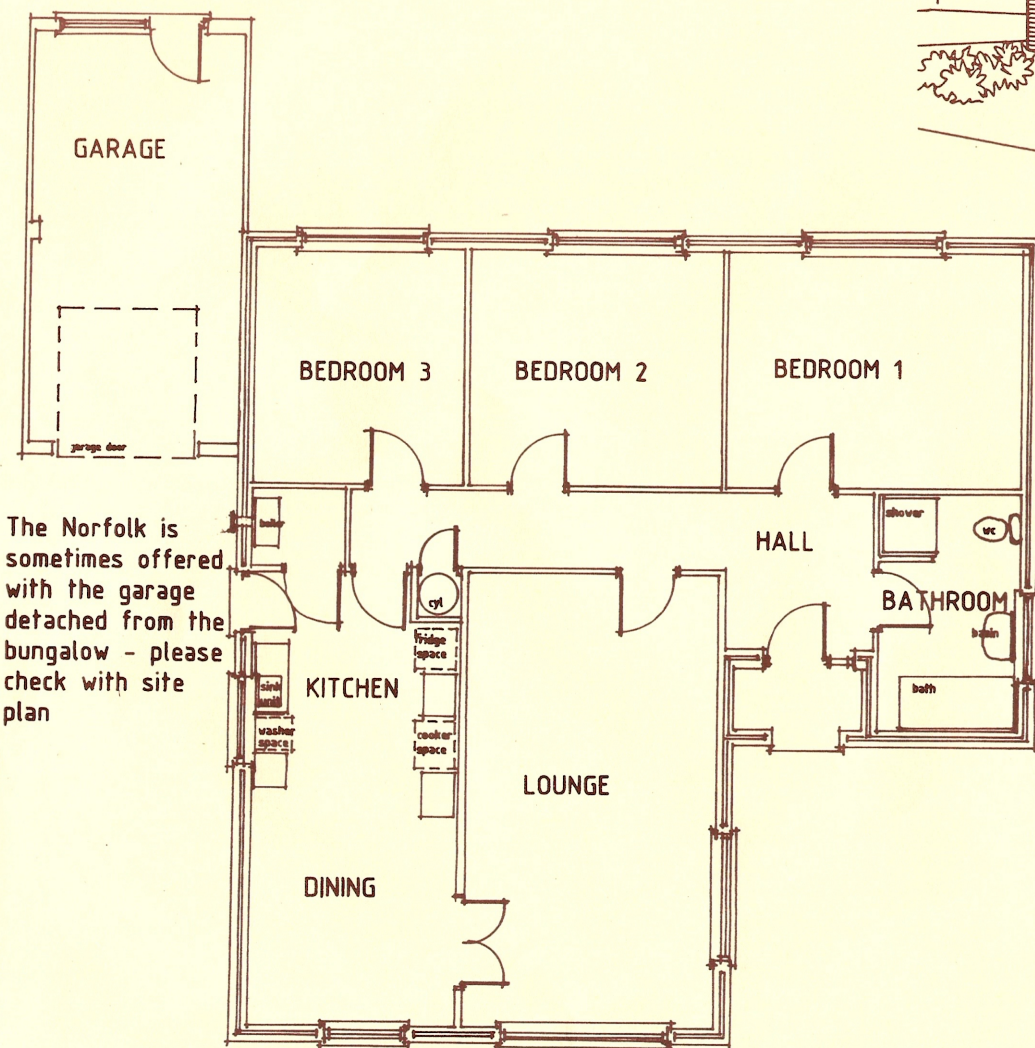 GARAGE
garage door
BEDROOM 3
BEDROOM 2
BEDROOM 1
The Norfolk is
sometimes offered
with the garage
detached from the
bungalow - please
check with site
plan
boiler
shower
wc
HALL
cyl
BATHROOM
basin
fridge
space
KITCHEN
sink
unit
bath
washer
space
cooker
space
LOUNGE
DINING